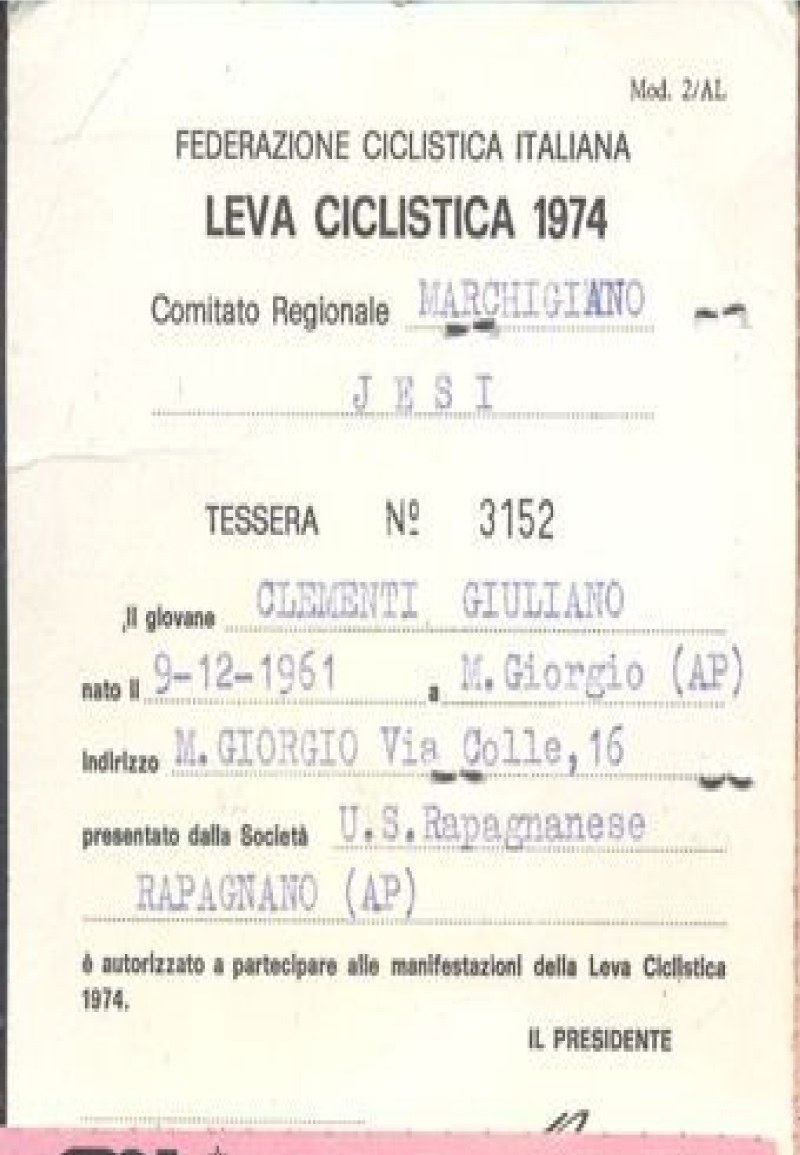 Mod. 2/AL
FEDERAZIONE CICLISTICA ITALIANA
LEVA CICLISTICA 1974
Comitato Regionale MARCHIGIANO
JESI
TESSERA Nº 3152
Il giovane CLEMENTI GIULIANO
nato il 9-12-1961 a M.Giorgio (AP)
indirizzo M.GIORGIO Via Colle,16
presentato dalla Società U.S.Rapagnanese
RAPAGNANO (AP)
è autorizzato a partecipare alle manifestazioni della Leva Ciclistica
1974.
IL PRESIDENTE